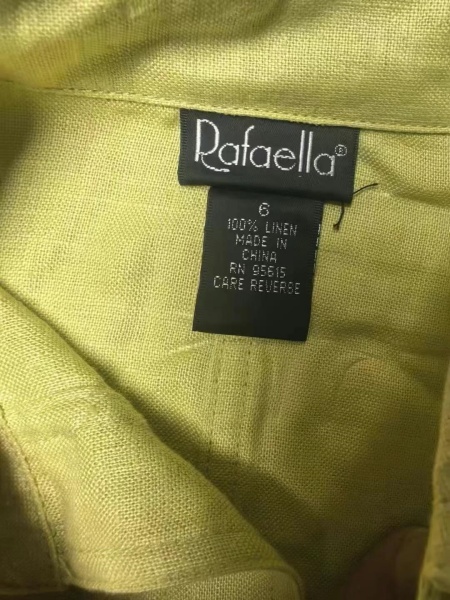 Rafaella®
6
100% LINEN
MADE IN
CHINA
RN 95615
CARE REVERSE